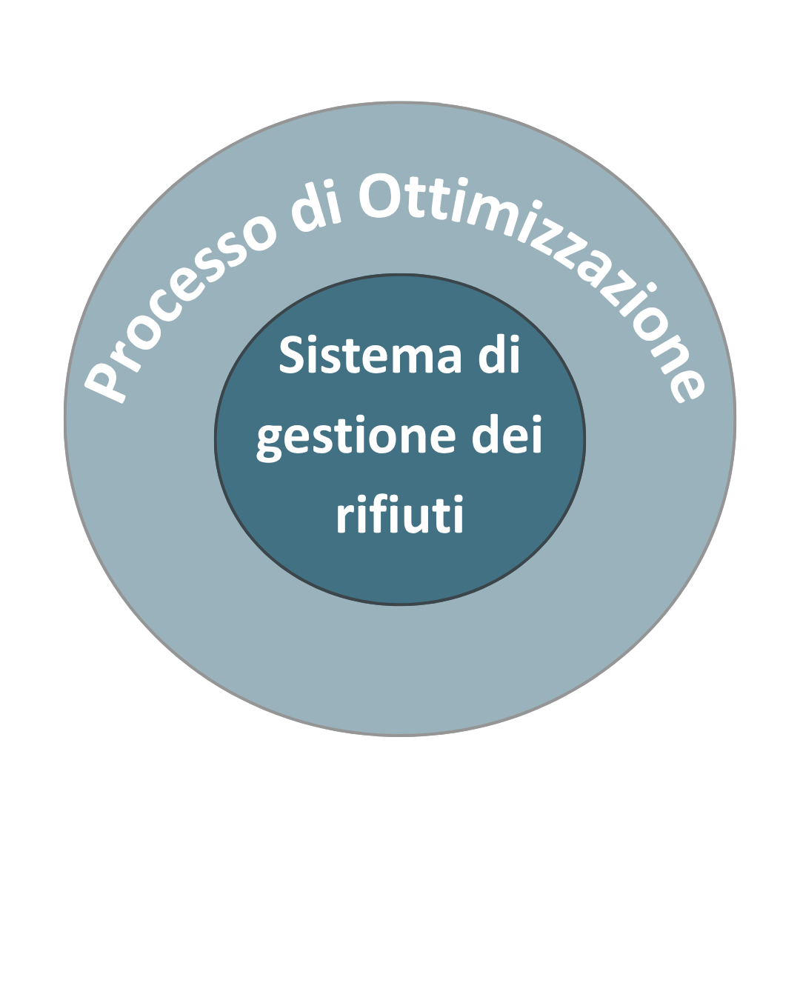 Processo di Ottimizzazione
Sistema di
gestione dei
rifiuti